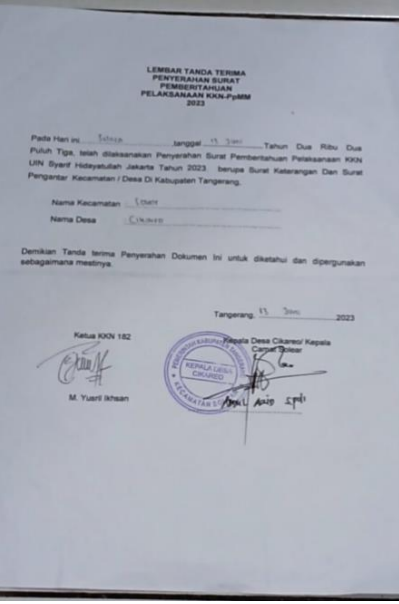 LEMBAR TANDA TERIMA
PENYERAHAN SURAT
PEMBERITAHUAN
PELAKSANAAN KKN-PpMM
2023
Pada Hari ini Selasa tanggal 13 Juni Tahun Dua Ribu Dua
Puluh Tiga, telah dilaksanakan Penyerahan Surat Pemberitahuan Pelaksanaan KKN
UIN Syarif Hidayatullah Jakarta Tahun 2023 berupa Surat Keterangan Dan Surat
Pengantar Kecamatan / Desa Di Kabupaten Tangerang.
Nama Kecamatan
Nama Desa Cikareo
Demikian Tanda terima Penyerahan Dokumen Ini untuk diketahui dan dipergunakan
sebagaimana mestinya.
Tangerang, 13 Juni 2023
Ketua KKN 182
Kepala Desa Cikareo/ Kepala
Camat Solear
PEMERINTAH KABUPATEN TANGERANG
KEPALA DESA
CIKAREO
KECAMATAN
M. Yusril Ikhsan